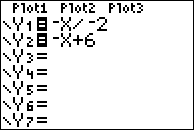 Plot1 Plot2 Plot3
\Y₁=⁻X/⁻2
\Y₂=⁻X+6
\Y₃=
\Y₄=
\Y₅=
\Y₆=
\Y₇=